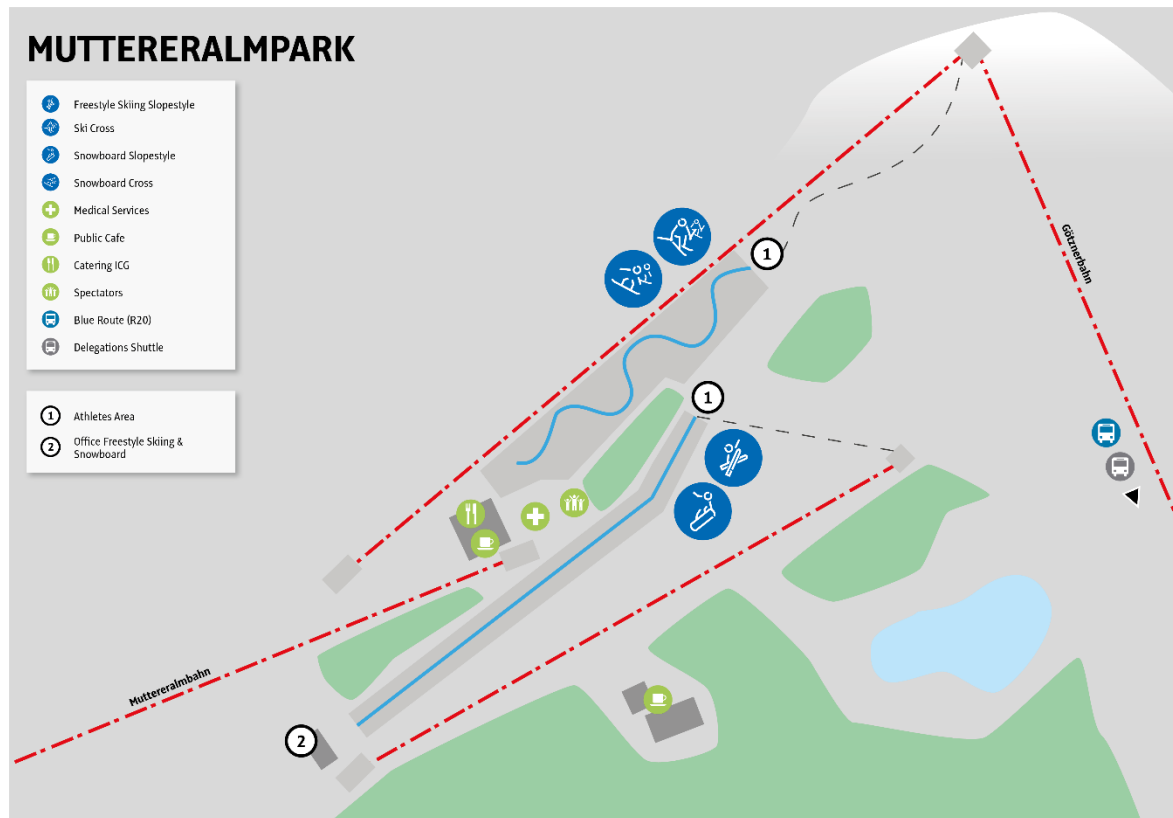 MUTTERERALMPARK
Freestyle Skiing Slopestyle
Ski Cross
Snowboard Slopestyle
Snowboard Cross
Medical Services
Public Cafe
Catering ICG
Spectators
Blue Route (R20)
Delegations Shuttle
1 Athletes Area
2 Office Freestyle Skiing &
Snowboard
1
Götznerbahn
1
Muttereralmbahn
2